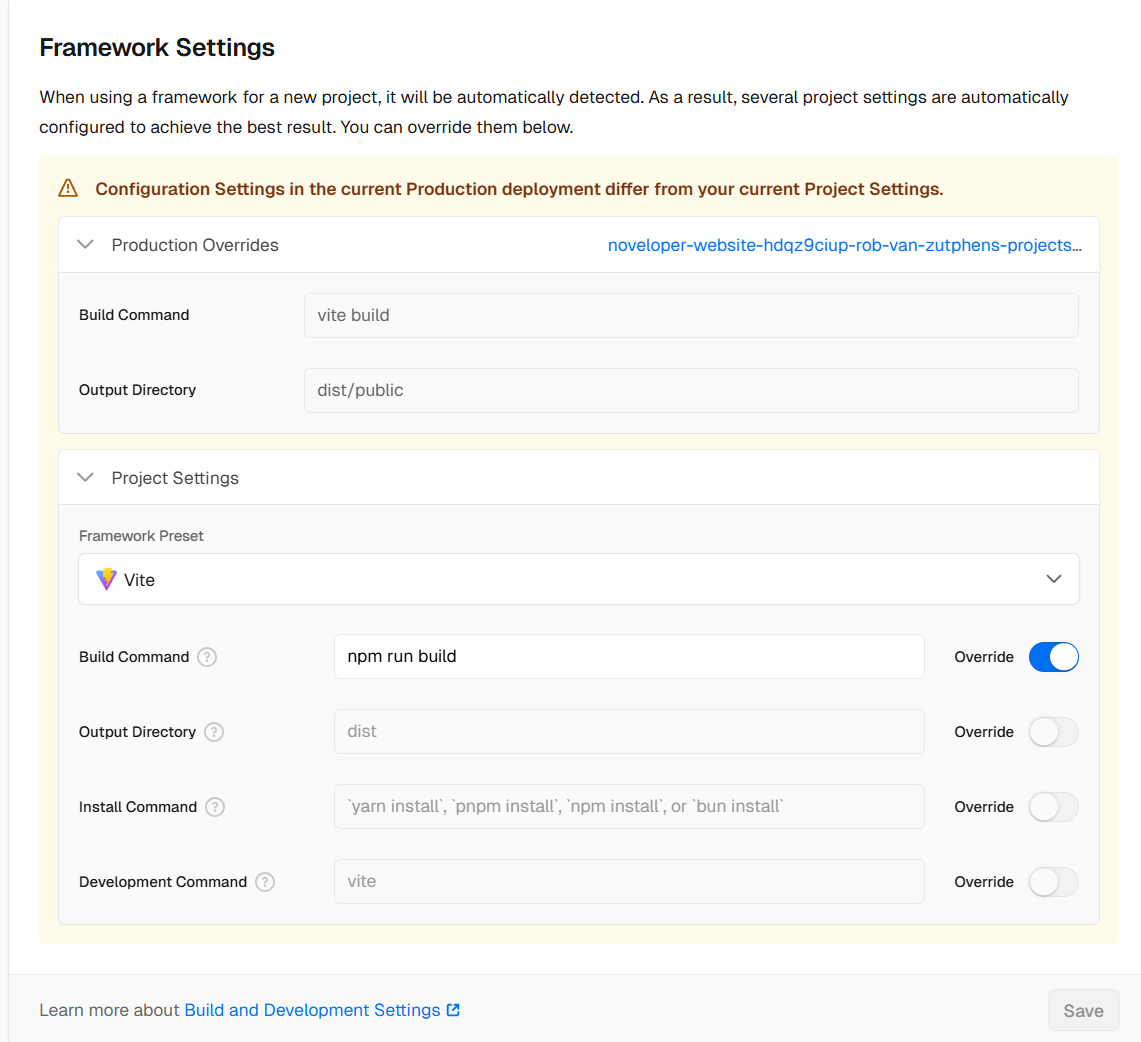 Framework Settings
When using a framework for a new project, it will be automatically detected. As a result, several project settings are automatically
configured to achieve the best result. You can override them below.
Configuration Settings in the current Production deployment differ from your current Project Settings.
Production Overrides
noveloper-website-hdqz9ciup-rob-van-zutphens-projects...
Build Command
vite build
Output Directory
dist/public
Project Settings
Framework Preset
Vite
Build Command ?
npm run build
Override
Output Directory ?
dist
Override
Install Command ?
`yarn install`, `pnpm install`, `npm install`, or `bun install`
Override
Development Command ?
vite
Override
Learn more about Build and Development Settings
Save